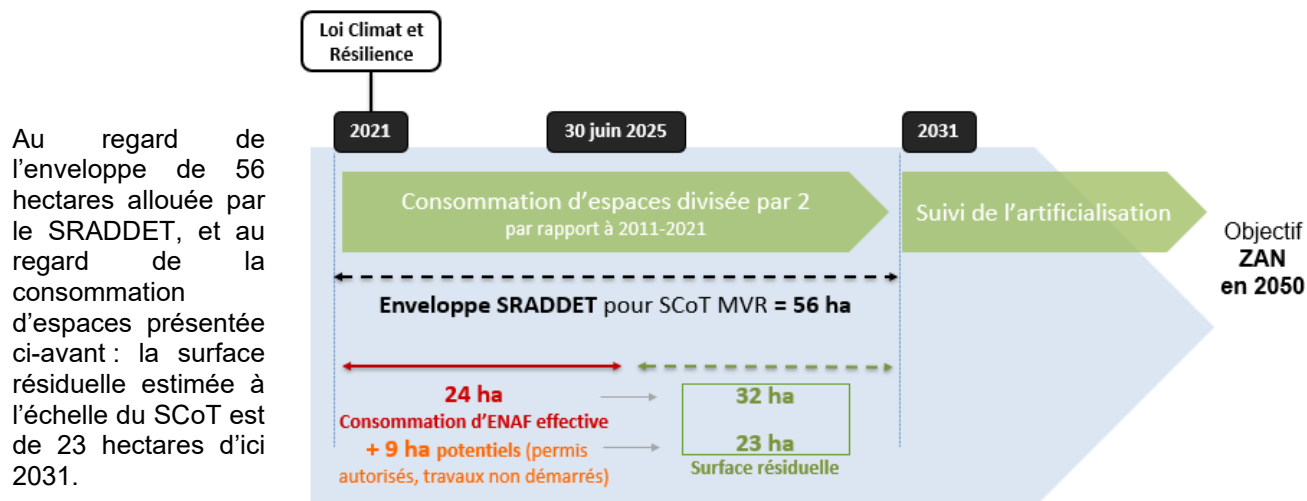 Loi Climat et
Résilience
2021
30 juin 2025
2031
Au regard de
l’enveloppe de 56
hectares allouée par
le SRADDET, et au
regard de la
consommation
d’espaces présentée
ci-avant : la surface
résiduelle estimée à
l’échelle du SCoT est
de 23 hectares d’ici
2031.
Consommation d’espaces divisée par 2
par rapport à 2011-2021
Suivi de l’artificialisation
Objectif
ZAN
en 2050
Enveloppe SRADDET pour SCoT MVR = 56 ha
24 ha
Consommation d’ENAF effective
+ 9 ha potentiels (permis
autorisés, travaux non démarrés)
32 ha
23 ha
Surface résiduelle